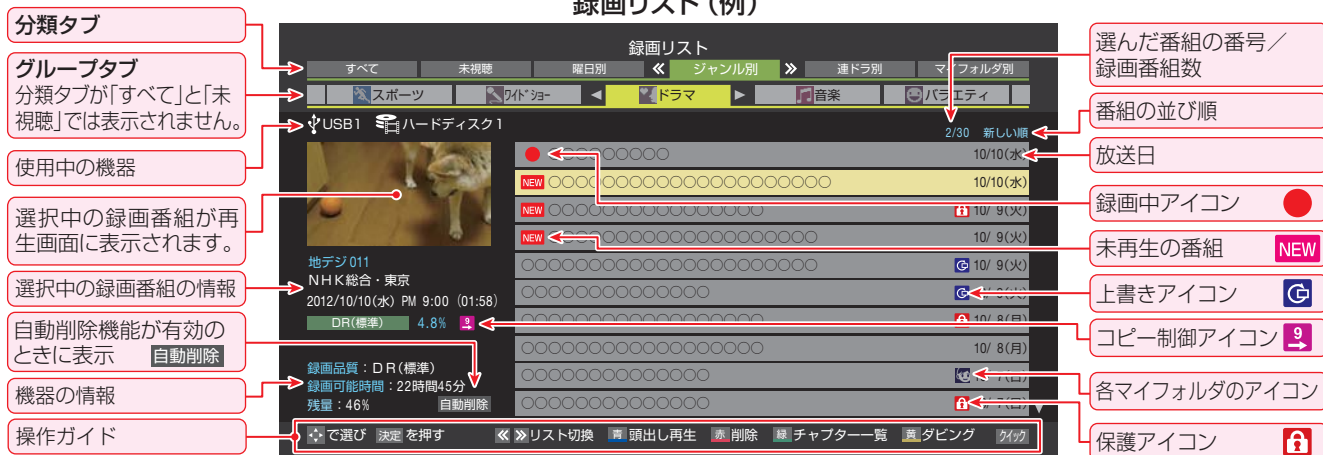 録画リスト(例)
分類タブ
グループタブ
分類タブが「すべて」と「未
視聴」では表示されません。
使用中の機器
選択中の録画番組が再
生画面に表示されます。
選択中の録画番組の情報
自動削除機能が有効の
ときに表示 自動削除
機器の情報
操作ガイド
録画リスト
すべて 未視聴 曜日別 ≪ ジャンル別 ≫ 連ドラ別 マイフォルダ別
スポーツ ワイドショー ◀ ドラマ ▶ 音楽 バラエティ
USB1 ハードディスク1
2/30 新しい順
○○○○○○○○○ 10/10(水)
NEW ○○○○○○○○○○○○○○○○○○○○○ 10/10(水)
NEW ○○○○○○○○○○○○○○○○ 10/ 9(火)
NEW ○○○○○○○○○○○○○○○○○○○○ 10/ 9(火)
○○○○○○○○○○○○○○○○○○○○○○ 10/ 9(火)
○○○○○○○○○○○○○○
○○○○○○○○○○○○○○○○○○ 10/ 8(月)
○○○○○○○○○○○○○○○○○○ 10/ 8(月)
○○○○○○○○○○○○○○
○○○○○○○○○○○○○○
地デジ011
NHK総合・東京
2012/10/10(水) PM 9:00 (01:58)
DR(標準) 4.8% 9
録画品質：DR(標準)
録画可能時間：22時間45分
残量：46% 自動削除
で選び 決定 を押す ≪ ≫リスト切換 青 頭出し再生 赤 削除 緑 チャプター一覧 黄 ダビング クイック
選んだ番組の番号／
録画番組数
番組の並び順
放送日
録画中アイコン
未再生の番組 NEW
上書きアイコン
コピー制御アイコン 9
各マイフォルダのアイコン
保護アイコン